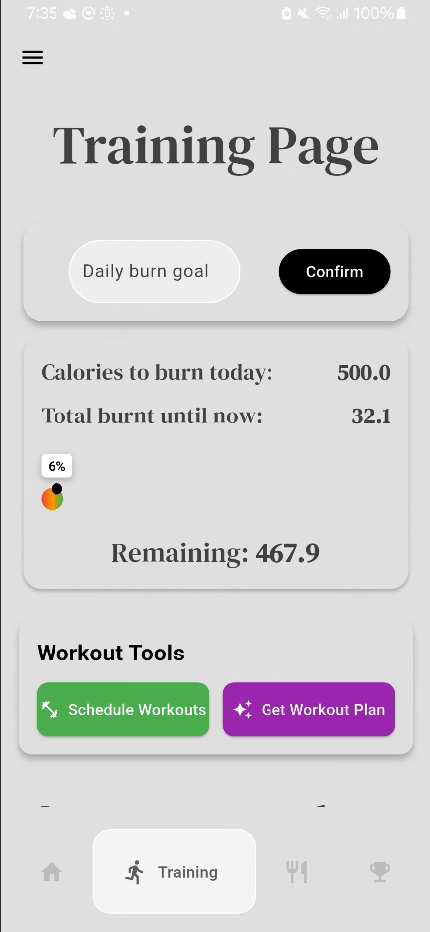 7:35 100%
Training Page
Daily burn goal Confirm
Calories to burn today: 500.0
Total burnt until now: 32.1
6%
Remaining: 467.9
Workout Tools
Schedule Workouts Get Workout Plan
Training